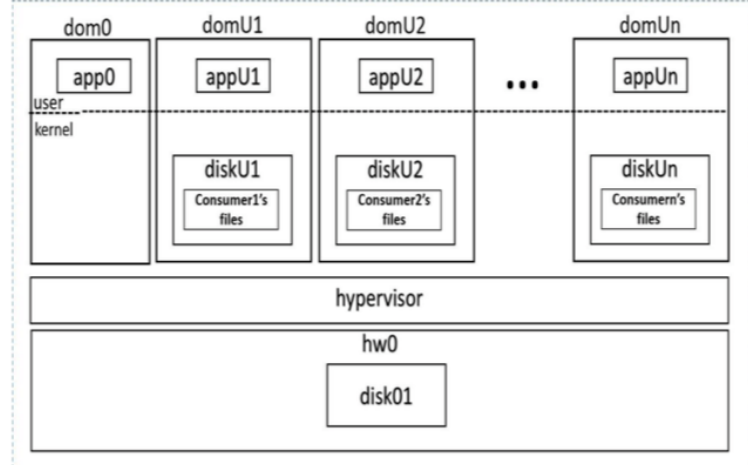 dom0 domU1 domU2 domUn
app0 appU1 appU2 ... appUn
user
kernel
diskU1 diskU2 diskUn
Consumer1's Consumer2's Consumern's
files files files
hypervisor
hw0
disk01